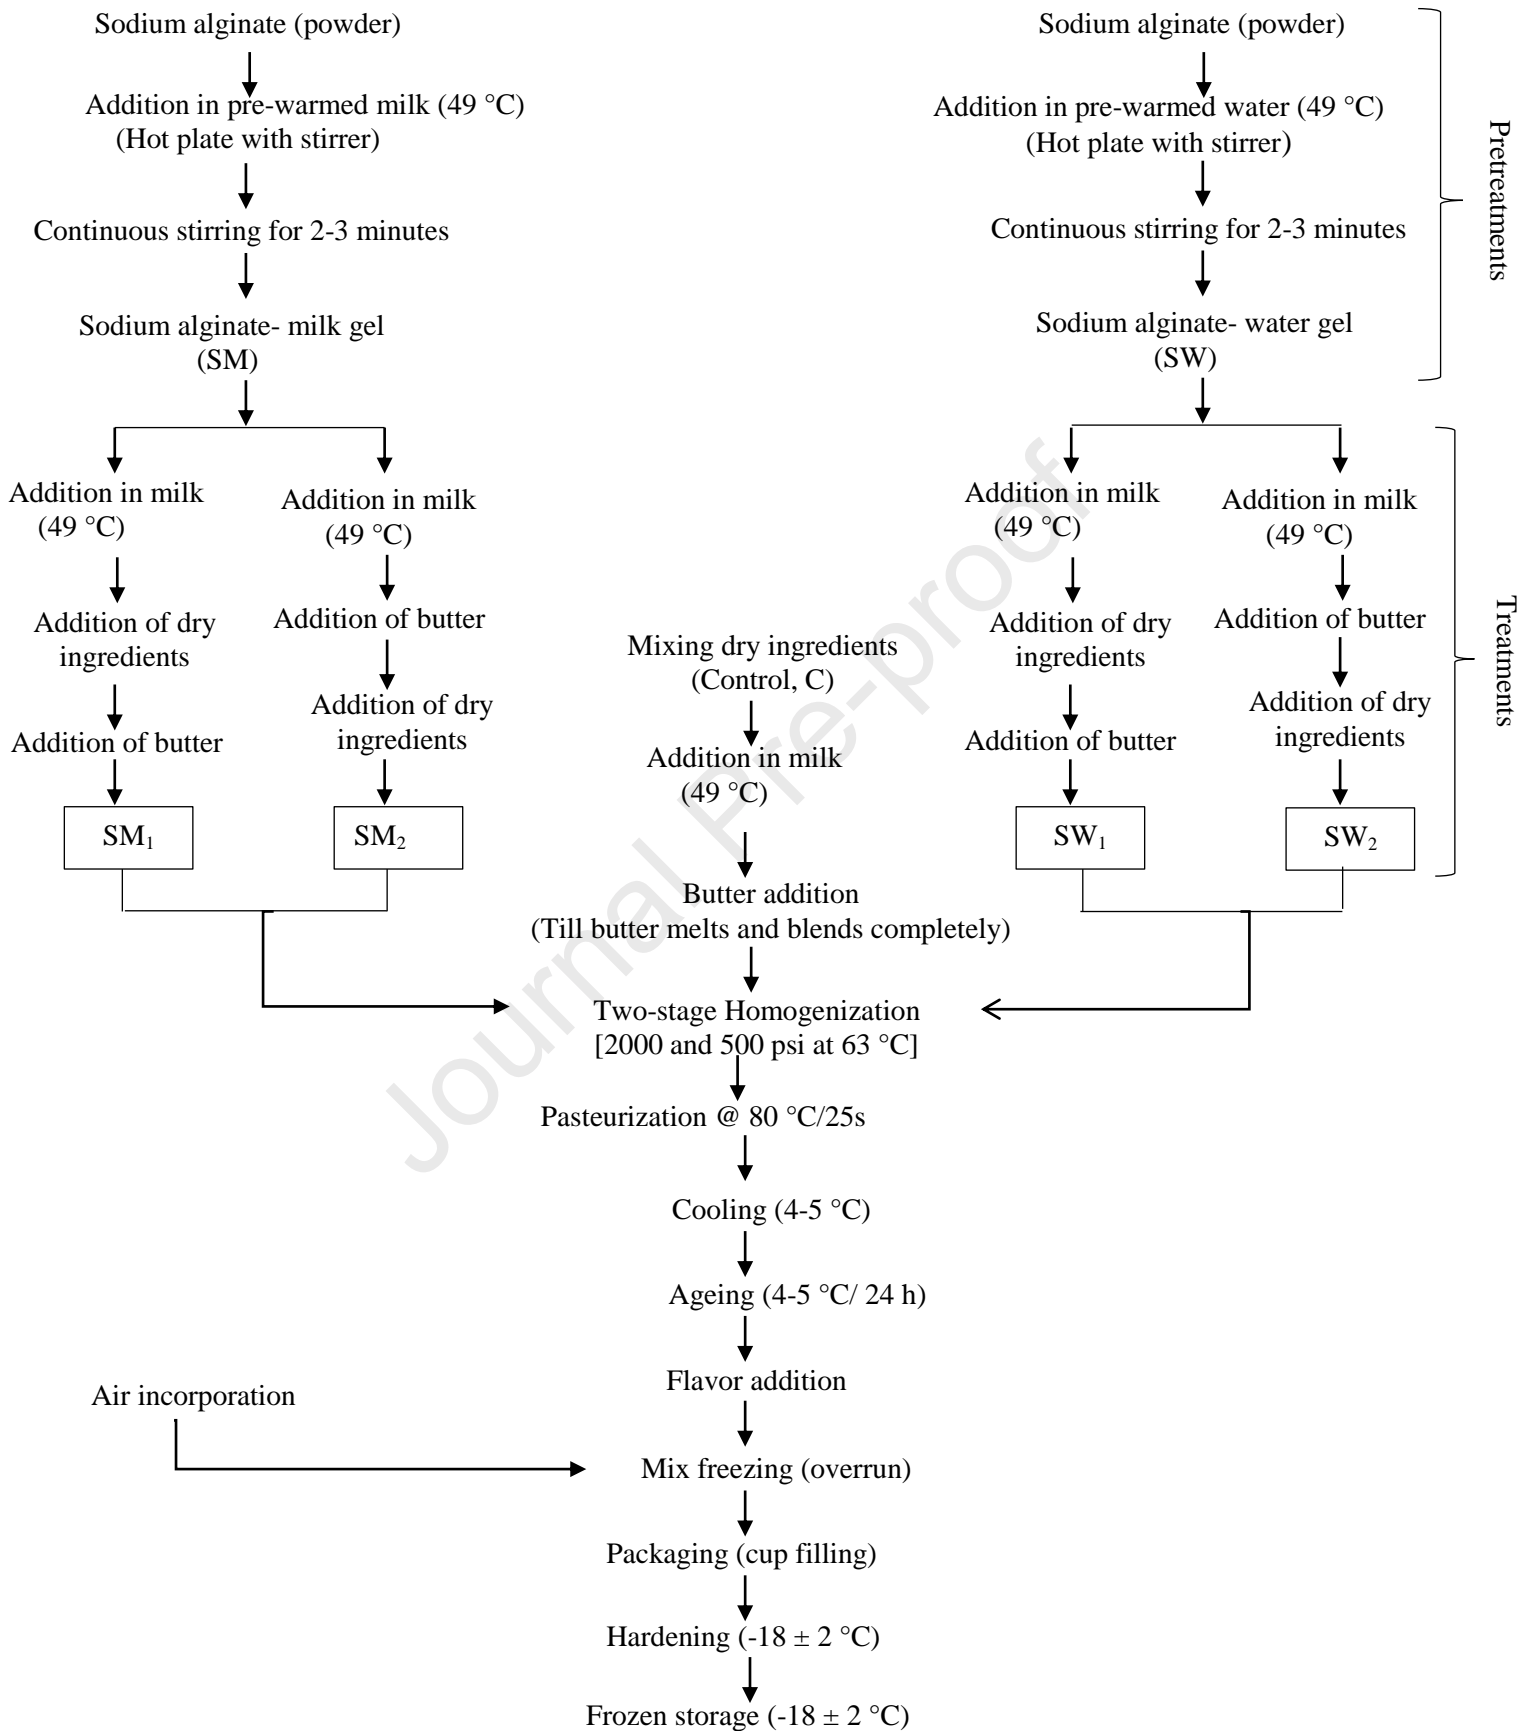 Sodium alginate (powder)
Addition in pre-warmed milk (49 °C)
(Hot plate with stirrer)
Continuous stirring for 2-3 minutes
Sodium alginate- milk gel
(SM)
Addition in milk
(49 °C)
Addition of dry
ingredients
Addition of butter
SM₁
Addition in milk
(49 °C)
Addition of butter
Addition of dry
ingredients
SM₂
Sodium alginate (powder)
Addition in pre-warmed water (49 °C)
(Hot plate with stirrer)
Continuous stirring for 2-3 minutes
Sodium alginate- water gel
(SW)
Pretreatments
Addition in milk
(49 °C)
Addition of dry
ingredients
Addition of butter
SW₁
Addition in milk
(49 °C)
Addition of butter
Addition of dry
ingredients
SW₂
Treatments
Mixing dry ingredients
(Control, C)
Addition in milk
(49 °C)
Butter addition
(Till butter melts and blends completely)
Two-stage Homogenization
[2000 and 500 psi at 63 °C]
Pasteurization @ 80 °C/25s
Cooling (4-5 °C)
Ageing (4-5 °C/ 24 h)
Flavor addition
Air incorporation
Mix freezing (overrun)
Packaging (cup filling)
Hardening (-18 ± 2 °C)
Frozen storage (-18 ± 2 °C)
Journal Pre-proof